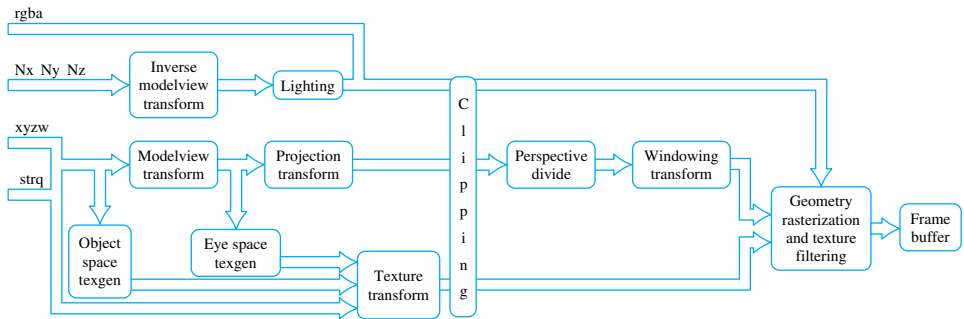 rgba
Nx Ny Nz
Inverse
modelview
transform
Lighting
xyzw
Modelview
transform
Projection
transform
strq
Object
space
texgen
Eye space
texgen
Texture
transform
Clipping
Perspective
divide
Windowing
transform
Geometry
rasterization
and texture
filtering
Frame
buffer